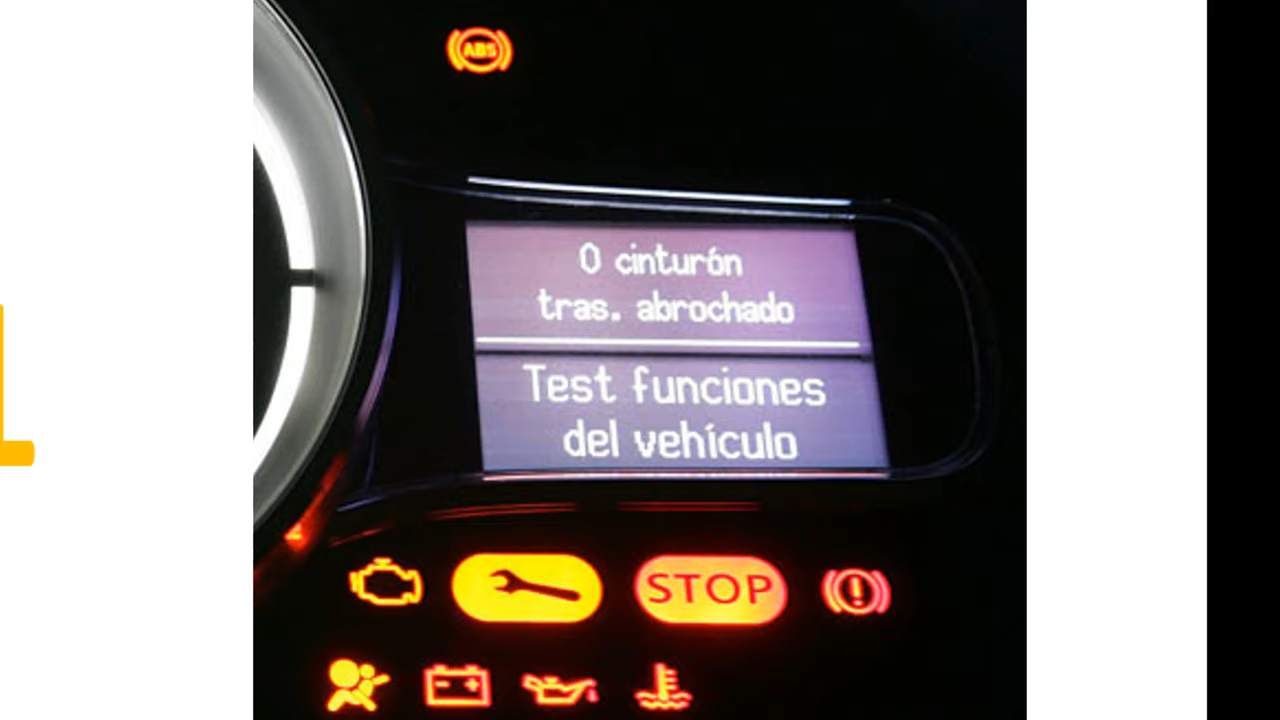 ABS
0 cinturón
tras. abrochado
Test funciones
del vehículo
STOP